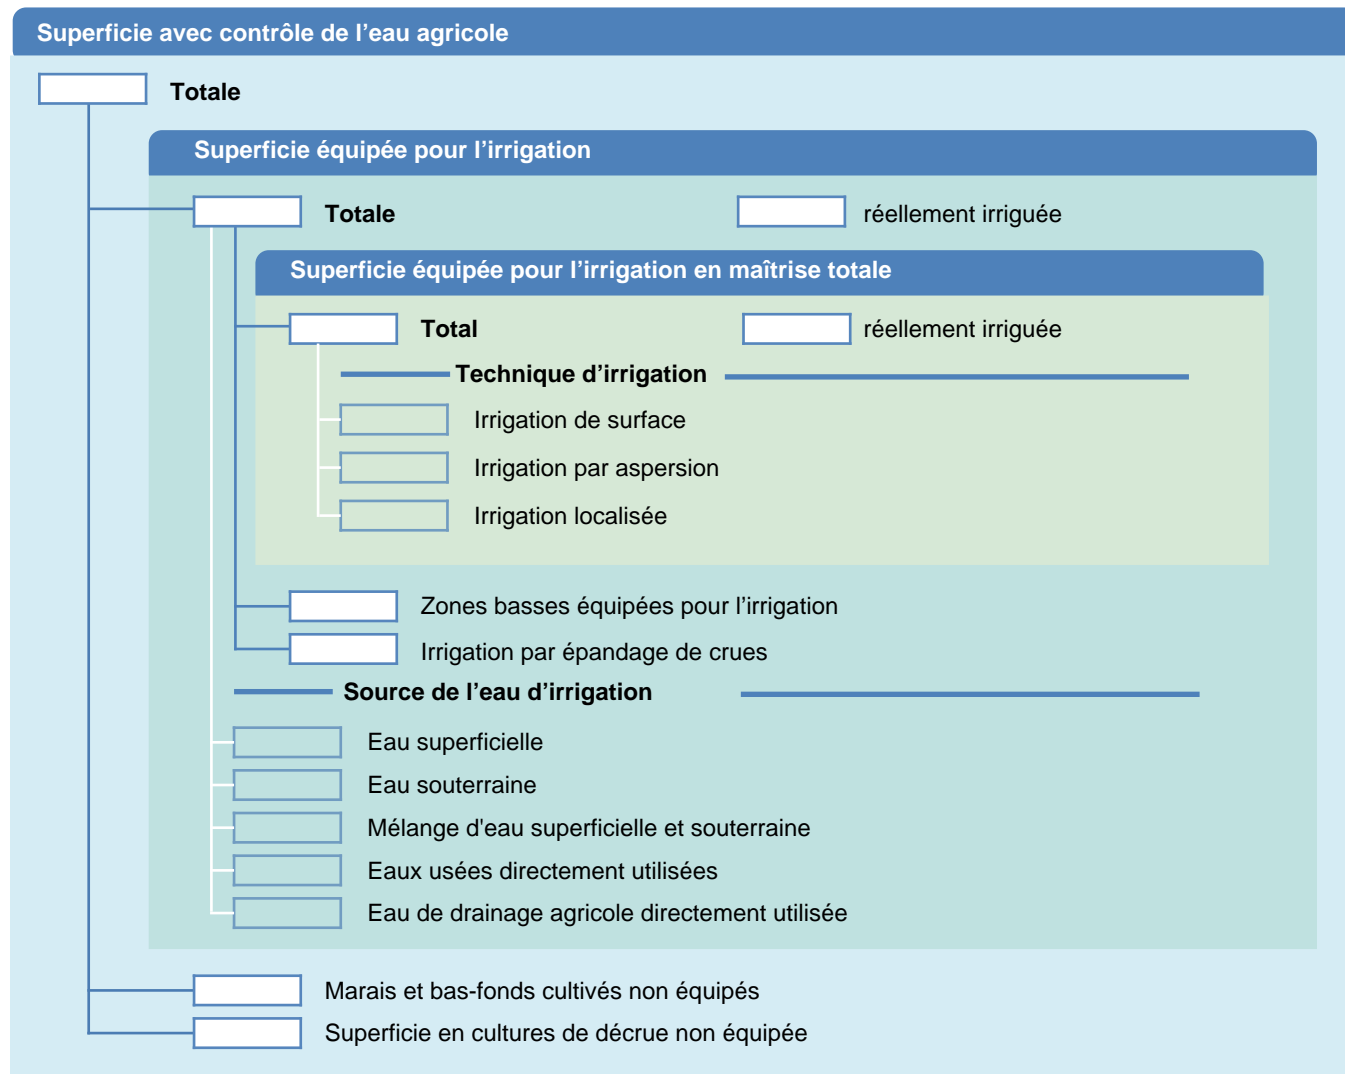 Superficie avec contrôle de l’eau agricole
Totale
Superficie équipée pour l’irrigation
Totale
réellement irriguée
Superficie équipée pour l’irrigation en maîtrise totale
Total
réellement irriguée
Technique d’irrigation
Irrigation de surface
Irrigation par aspersion
Irrigation localisée
Zones basses équipées pour l’irrigation
Irrigation par épandage de crues
Source de l’eau d’irrigation
Eau superficielle
Eau souterraine
Mélange d'eau superficielle et souterraine
Eaux usées directement utilisées
Eau de drainage agricole directement utilisée
Marais et bas-fonds cultivés non équipés
Superficie en cultures de décrue non équipée